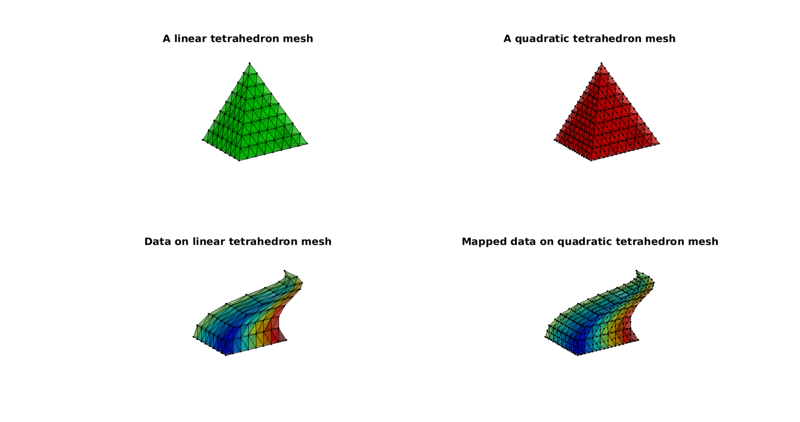 A linear tetrahedron mesh
A quadratic tetrahedron mesh
Data on linear tetrahedron mesh
Mapped data on quadratic tetrahedron mesh